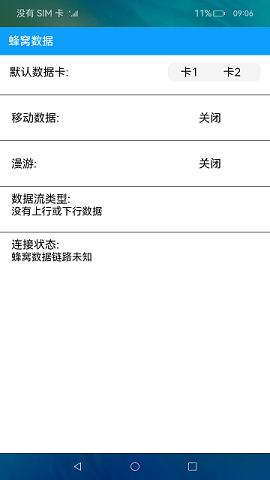 没有 SIM 卡 11% 09:06
蜂窝数据
默认数据卡: 卡1 卡2
移动数据: 关闭
漫游: 关闭
数据流类型:
没有上行或下行数据
连接状态:
蜂窝数据链路未知